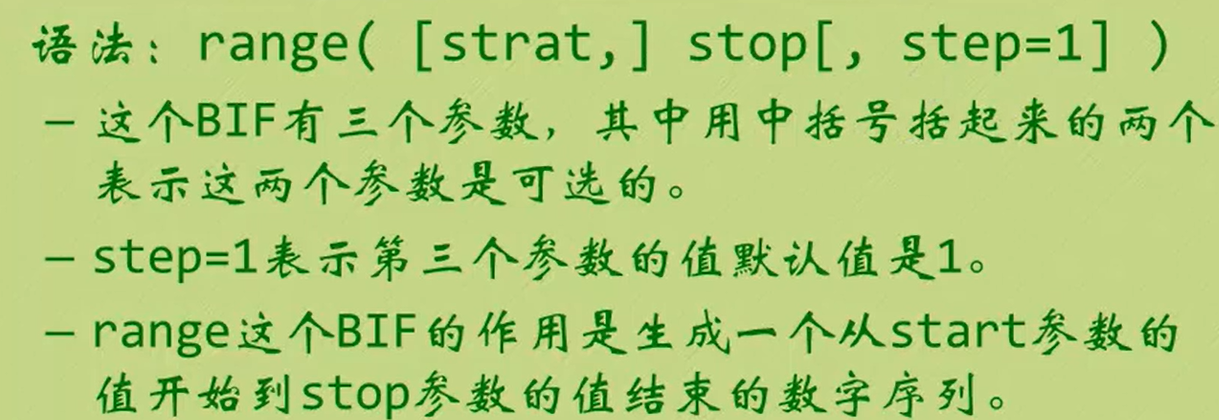 语法：range( [strat,] stop[, step=1] )
– 这个BIF有三个参数，其中用中括号括起来的两个
表示这两个参数是可选的。
– step=1表示第三个参数的值默认值是1。
– range这个BIF的作用是生成一个从start参数的
值开始到stop参数的值结束的数字序列。